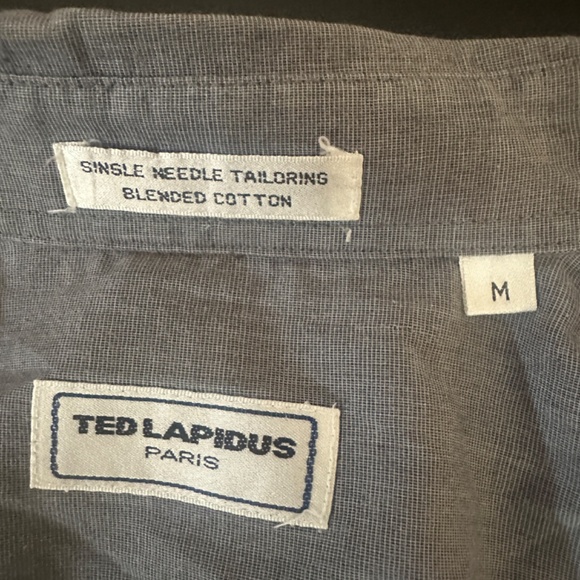 SINGLE NEEDLE TAILORING
BLENDED COTTON
M
TED LAPIDUS
PARIS